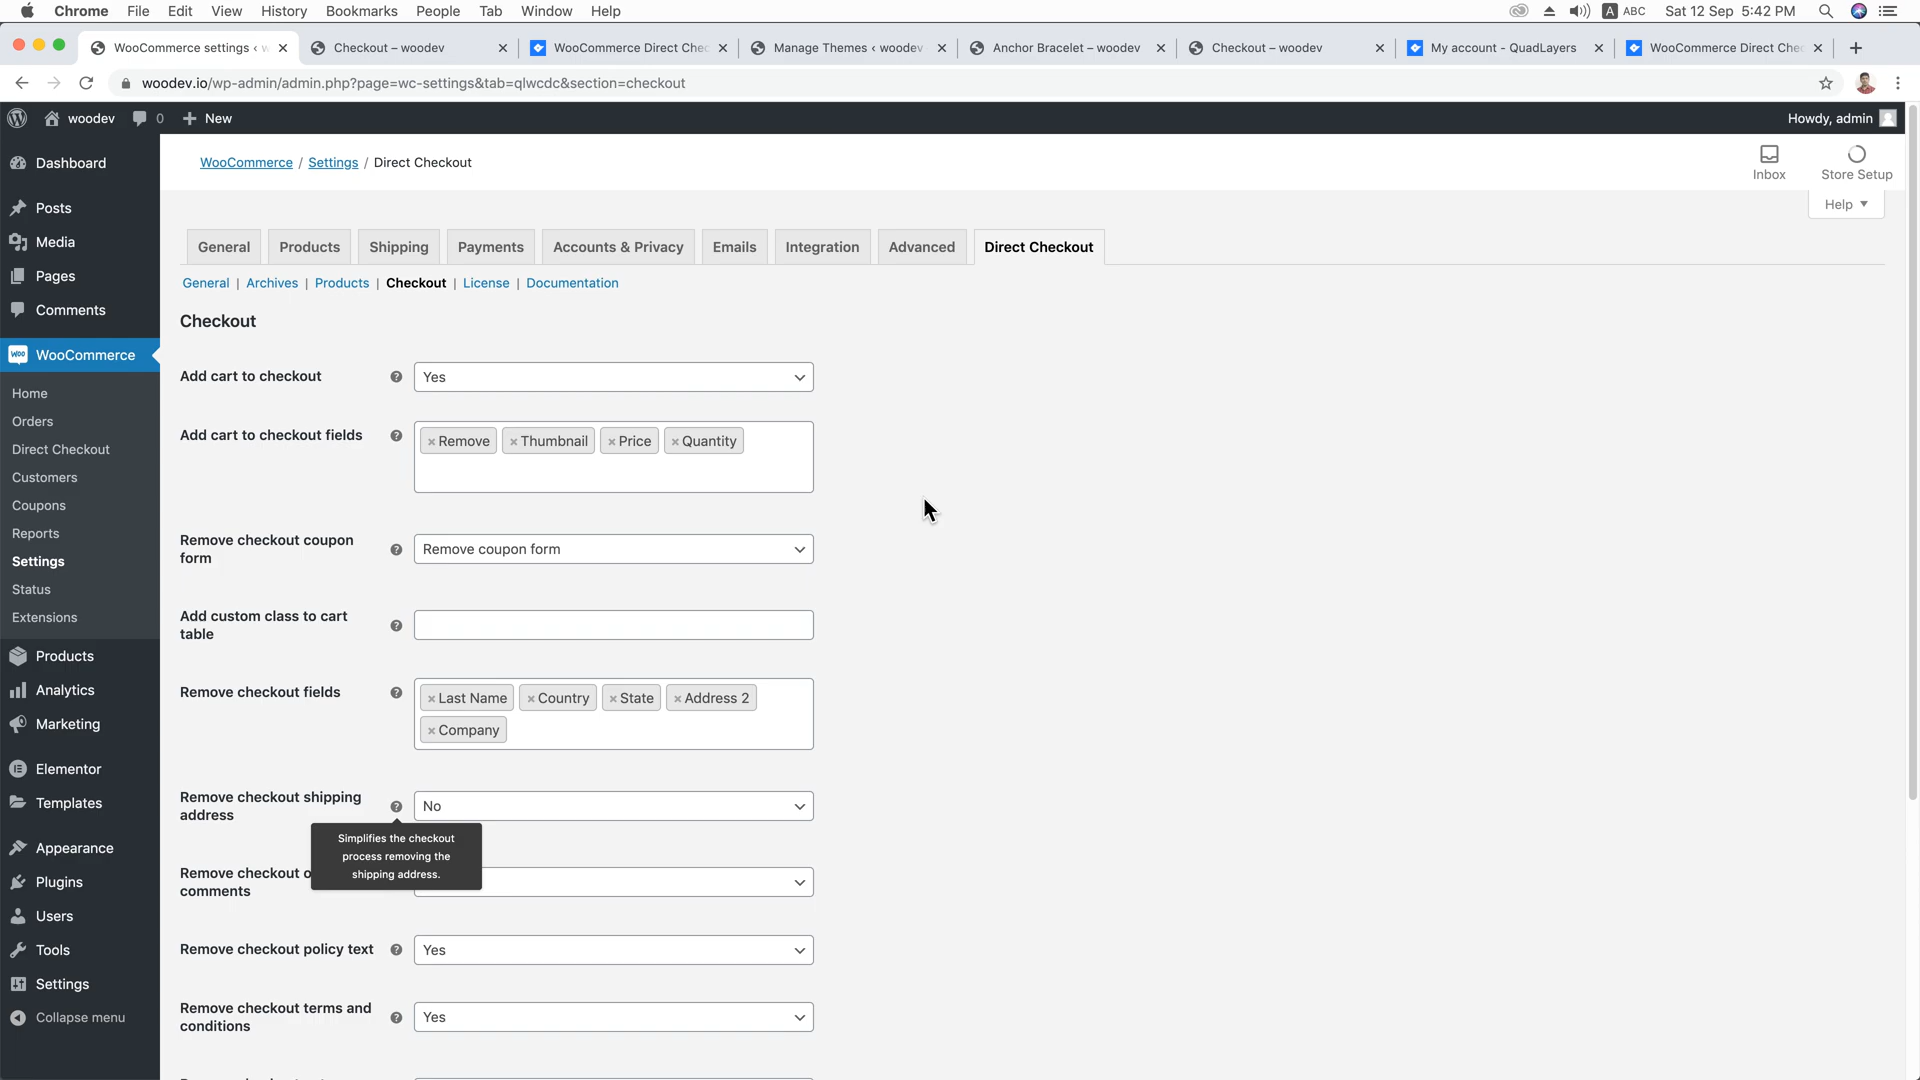 Chrome File Edit View History Bookmarks People Tab Window Help
ABC Sat 12 Sep 5:42 PM
WooCommerce settings ‹ w
Checkout – woodev
WooCommerce Direct Chec
Manage Themes ‹ woodev
Anchor Bracelet – woodev
Checkout – woodev
My account - QuadLayers
WooCommerce Direct Chec
woodev.io/wp-admin/admin.php?page=wc-settings&tab=qlwcdc&section=checkout
woodev 0 + New
Howdy, admin
WooCommerce / Settings / Direct Checkout
Inbox
Store Setup
Help
Dashboard
Posts
Media
Pages
Comments
WooCommerce
Home
Orders
Direct Checkout
Customers
Coupons
Reports
Settings
Status
Extensions
Products
Analytics
Marketing
Elementor
Templates
Appearance
Plugins
Users
Tools
Settings
Collapse menu
General Products Shipping Payments Accounts & Privacy Emails Integration Advanced Direct Checkout
General | Archives | Products | Checkout | License | Documentation
Checkout
Add cart to checkout
Yes
Add cart to checkout fields
× Remove × Thumbnail × Price × Quantity
Remove checkout coupon
form
Remove coupon form
Add custom class to cart
table
Remove checkout fields
× Last Name × Country × State × Address 2
× Company
Remove checkout shipping
address
No
Simplifies the checkout
process removing the
shipping address.
Remove checkout o
comments
Remove checkout policy text
Yes
Remove checkout terms and
conditions
Yes